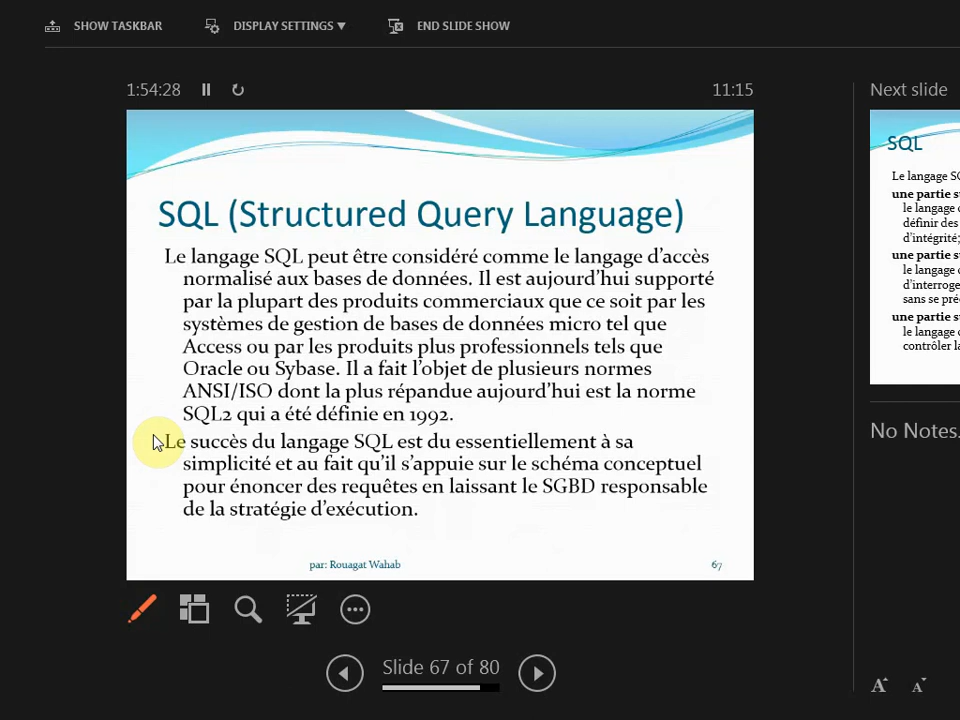 SHOW TASKBAR
DISPLAY SETTINGS ▼
END SLIDE SHOW
1:54:28
11:15
SQL (Structured Query Language)
Le langage SQL peut être considéré comme le langage d'accès
normalisé aux bases de données. Il est aujourd'hui supporté
par la plupart des produits commerciaux que ce soit par les
systèmes de gestion de bases de données micro tel que
Access ou par les produits plus professionnels tels que
Oracle ou Sybase. Il a fait l'objet de plusieurs normes
ANSI/ISO dont la plus répandue aujourd'hui est la norme
SQL2 qui a été définie en 1992.
Le succès du langage SQL est du essentiellement à sa
simplicité et au fait qu'il s'appuie sur le schéma conceptuel
pour énoncer des requêtes en laissant le SGBD responsable
de la stratégie d'exécution.
par: Rouagat Wahab
67
Slide 67 of 80
Next slide
SQL
Le langage
une partie
le langage
définir des
d'intégrité;
une partie
le langage
d'interroge
sans se
une partie
le langage
contrôler
No Notes.
A A